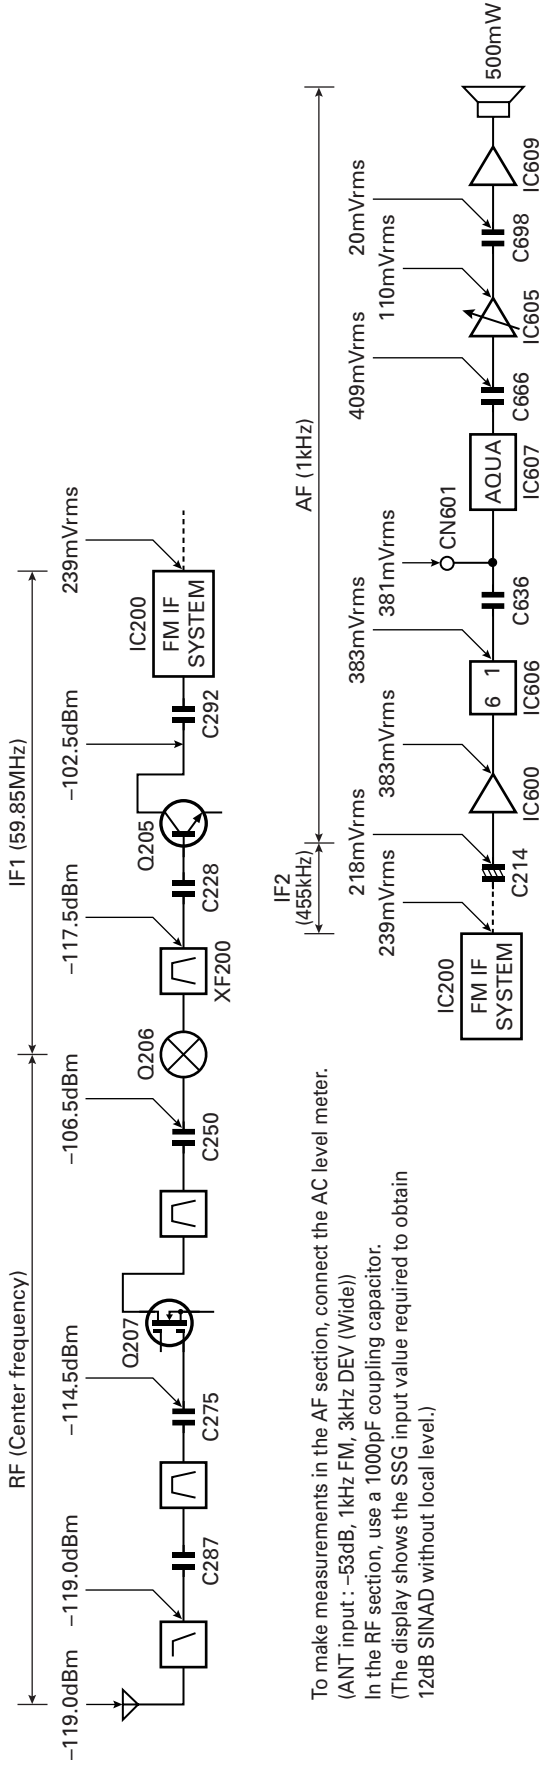 RF (Center frequency)
IF1 (59.85MHz)
–119.0dBm
–119.0dBm
–114.5dBm
–106.5dBm
–117.5dBm
–102.5dBm
239mVrms
C287
C275
Q207
C250
Q206
XF200
C228
Q205
C292
IC200
FM IF
SYSTEM
IF2
(455kHz)
AF (1kHz)
239mVrms
218mVrms
383mVrms
383mVrms
381mVrms
409mVrms
110mVrms
20mVrms
IC200
FM IF
SYSTEM
C214
IC600
6 1
IC606
C636
CN601
AQUA
IC607
C666
IC605
C698
IC609
500mW
To make measurements in the AF section, connect the AC level meter.
(ANT input : –53dB, 1kHz FM, 3kHz DEV (Wide))
In the RF section, use a 1000pF coupling capacitor.
(The display shows the SSG input value required to obtain
12dB SINAD without local level.)